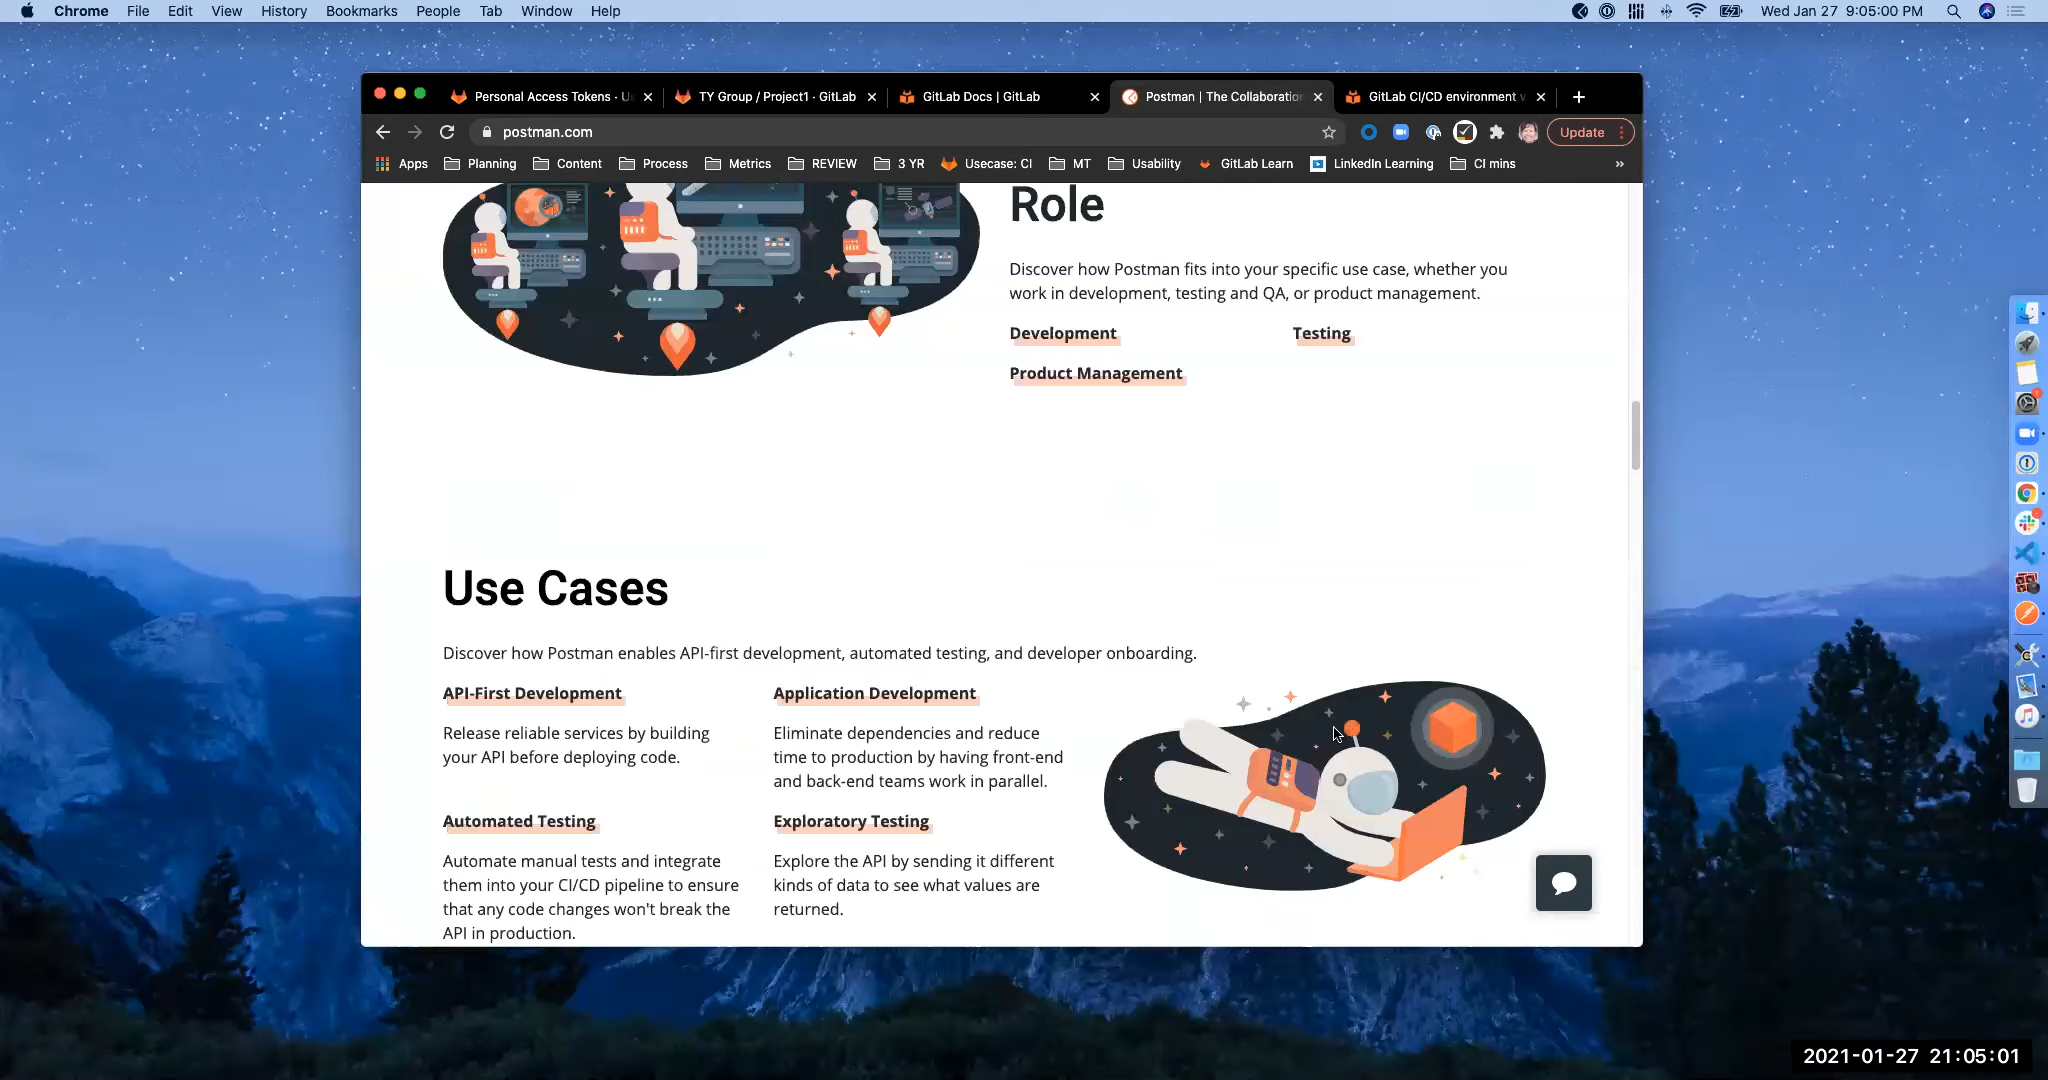 Chrome File Edit View History Bookmarks People Tab Window Help
Wed Jan 27 9:05:00 PM
Personal Access Tokens · Us
TY Group / Project1 · GitLab
GitLab Docs | GitLab
Postman | The Collaboratio
GitLab CI/CD environment v
postman.com
Update
Apps Planning Content Process Metrics REVIEW 3 YR Usecase: CI MT Usability GitLab Learn LinkedIn Learning CI mins »
Role
Discover how Postman fits into your specific use case, whether you
work in development, testing and QA, or product management.
Development
Testing
Product Management
Use Cases
Discover how Postman enables API-first development, automated testing, and developer onboarding.
API-First Development
Release reliable services by building
your API before deploying code.
Application Development
Eliminate dependencies and reduce
time to production by having front-end
and back-end teams work in parallel.
Automated Testing
Automate manual tests and integrate
them into your CI/CD pipeline to ensure
that any code changes won't break the
API in production.
Exploratory Testing
Explore the API by sending it different
kinds of data to see what values are
returned.
2021-01-27 21:05:01